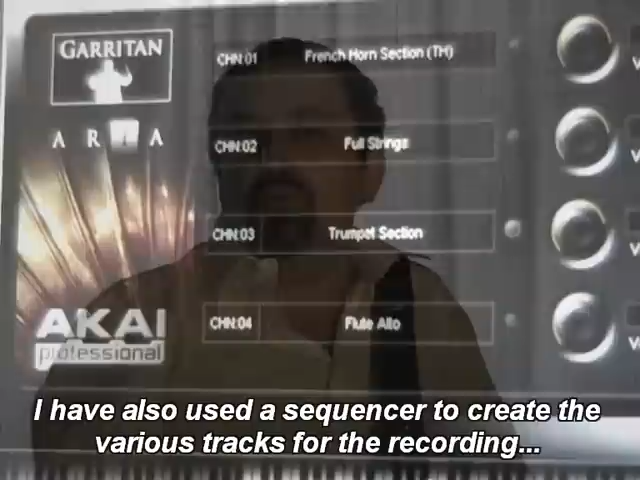 GARRITAN
ARIA
CHN:01 French Horn Section (TH)
CHN:02 Full Strings
CHN:03 Trumpet Section
CHN:04 Flute Alto
AKAI
professional
I have also used a sequencer to create the
various tracks for the recording...